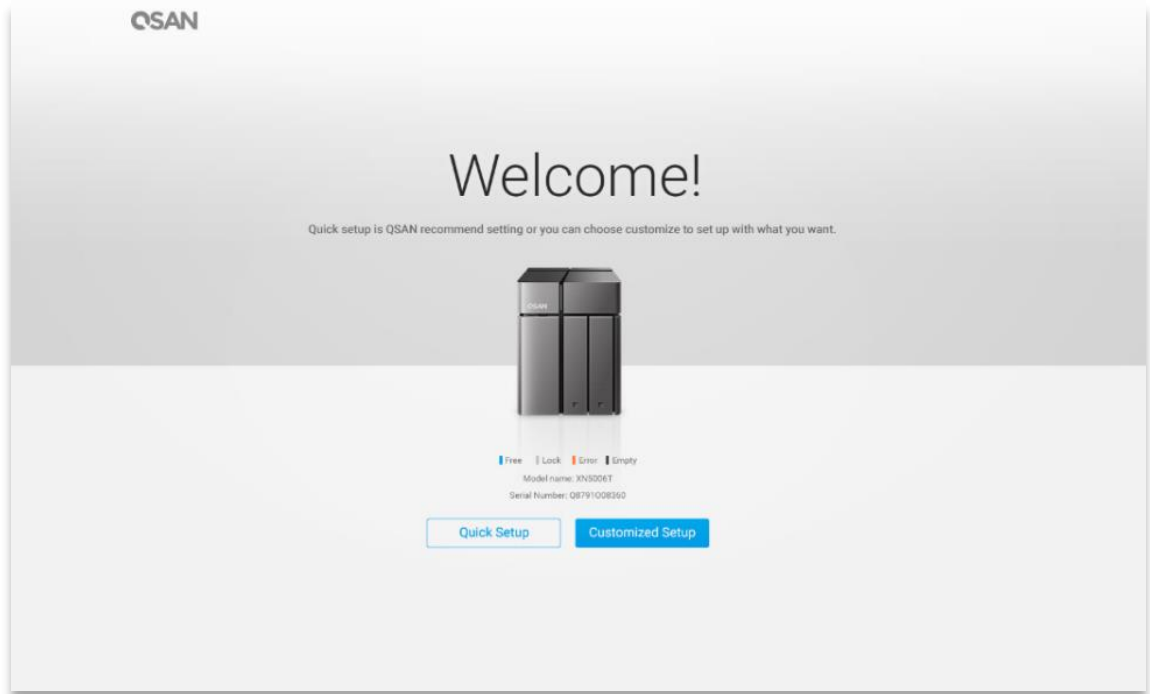 QSAN
Welcome!
Quick setup is QSAN recommend setting or you can choose customize to set up with what you want.
QSAN
Free Lock Error Empty
Model name: XN5006T
Serial Number: Q8791O08360
Quick Setup Customized Setup